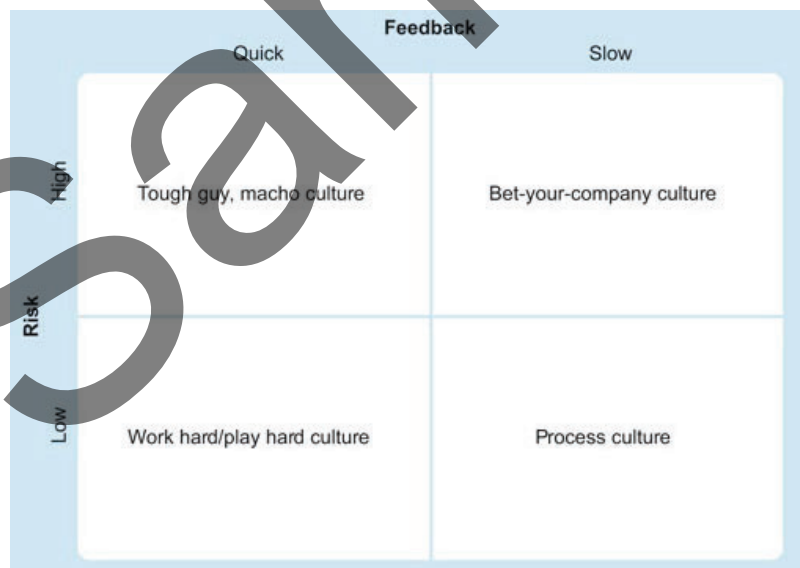 Feedback
Quick Slow
High
Tough guy, macho culture Bet-your-company culture
Risk
Low
Work hard/play hard culture Process culture